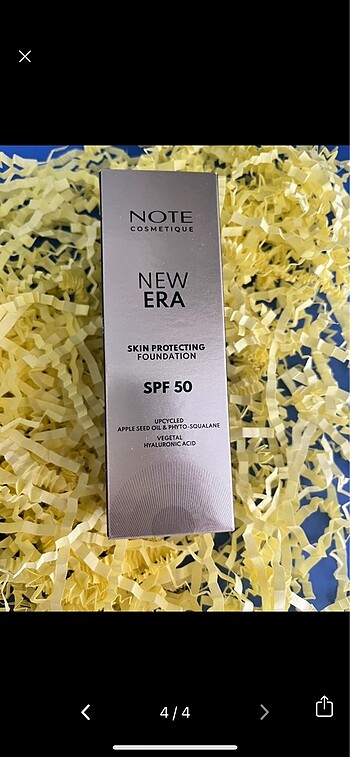 NOTE
COSMETIQUE
NEW
ERA
SKIN PROTECTING
FOUNDATION
SPF 50
UPCYCLED
APPLE SEED OIL & PHYTO-SQUALANE
VEGETAL
HYALURONIC ACID
4 / 4